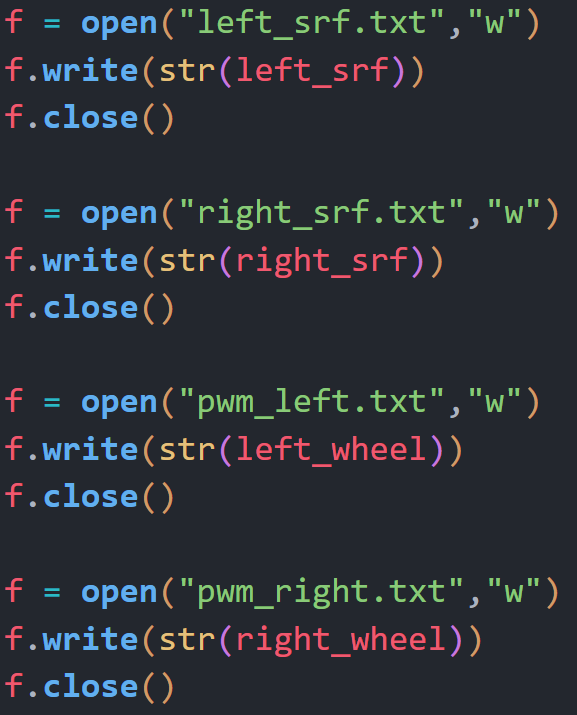 f = open("left_srf.txt","w")
f.write(str(left_srf))
f.close()

f = open("right_srf.txt","w")
f.write(str(right_srf))
f.close()

f = open("pwm_left.txt","w")
f.write(str(left_wheel))
f.close()

f = open("pwm_right.txt","w")
f.write(str(right_wheel))
f.close()